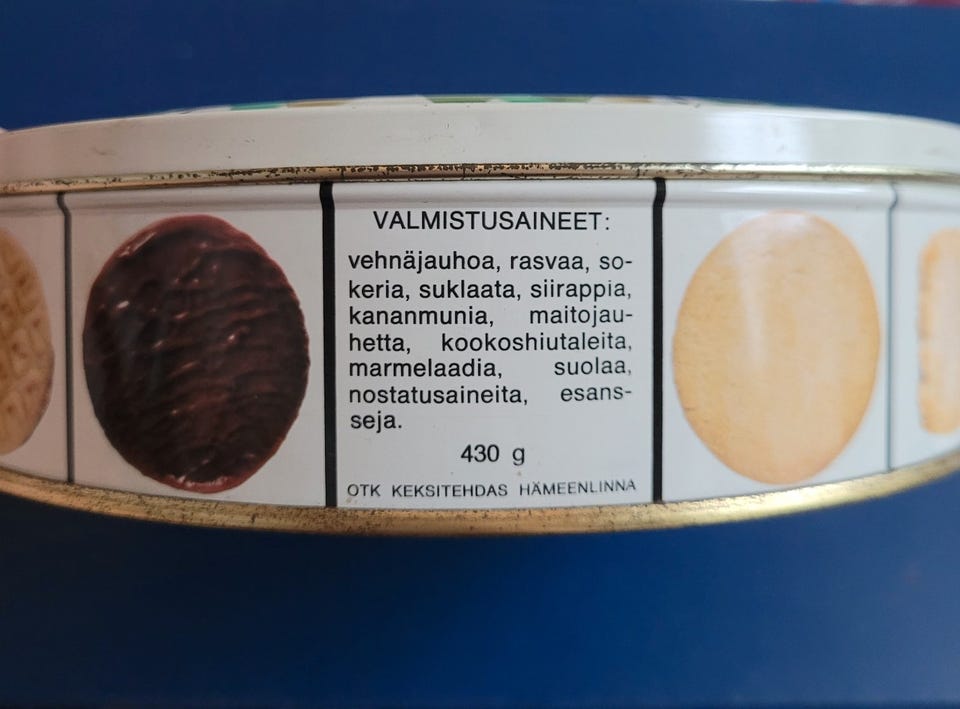 VALMISTUSAINEET:
vehnäjauhoa, rasvaa, so-
keria, suklaata, siirappia,
kananmunia, maitojau-
hetta, kookoshiutaleita,
marmelaadia, suolaa,
nostatusaineita, esans-
seja.
430 g
OTK KEKSITEHDAS HÄMEENLINNA